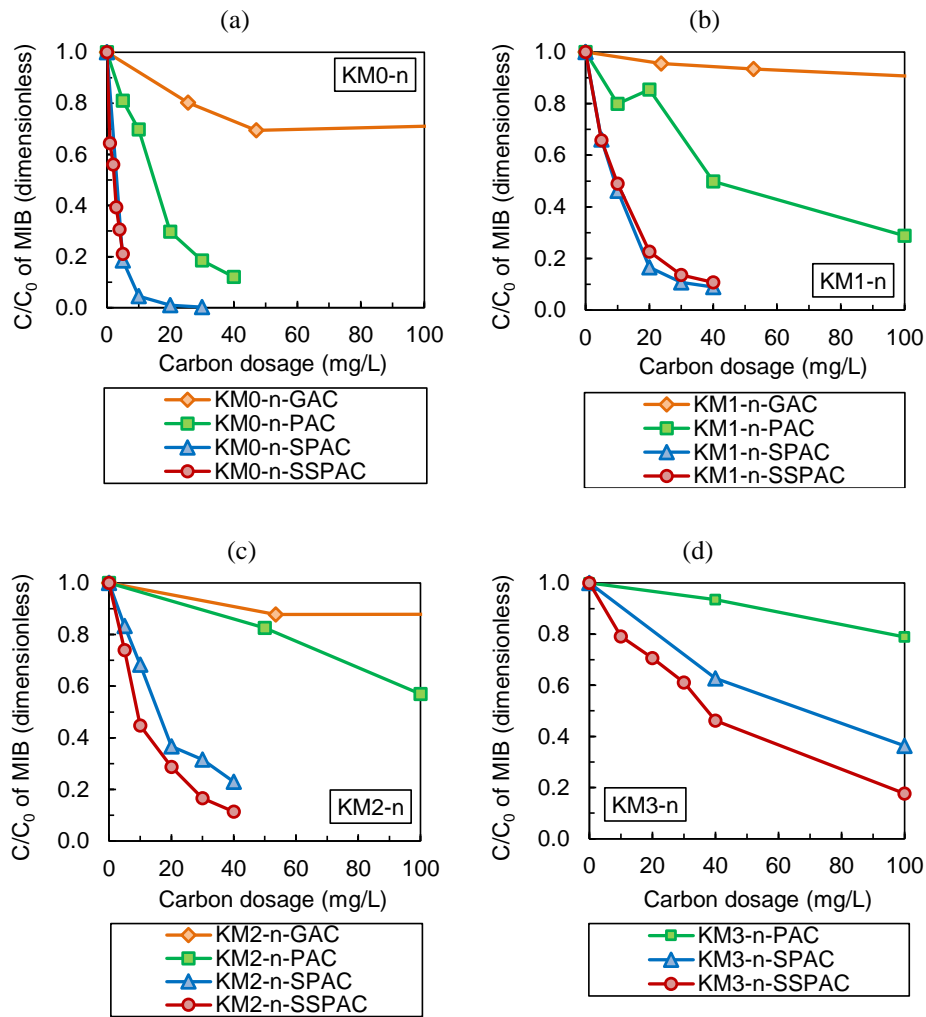 (a)
C/C0 of MIB (dimensionless)
1.0
0.8
0.6
0.4
0.2
0.0
KM0-n
0 20 40 60 80 100
Carbon dosage (mg/L)
KM0-n-GAC
KM0-n-PAC
KM0-n-SPAC
KM0-n-SSPAC
(b)
C/C0 of MIB (dimensionless)
1.0
0.8
0.6
0.4
0.2
0.0
KM1-n
0 20 40 60 80 100
Carbon dosage (mg/L)
KM1-n-GAC
KM1-n-PAC
KM1-n-SPAC
KM1-n-SSPAC
(c)
C/C0 of MIB (dimensionless)
1.0
0.8
0.6
0.4
0.2
0.0
KM2-n
0 20 40 60 80 100
Carbon dosage (mg/L)
KM2-n-GAC
KM2-n-PAC
KM2-n-SPAC
KM2-n-SSPAC
(d)
C/C0 of MIB (dimensionless)
1.0
0.8
0.6
0.4
0.2
0.0
KM3-n
0 20 40 60 80 100
Carbon dosage (mg/L)
KM3-n-PAC
KM3-n-SPAC
KM3-n-SSPAC